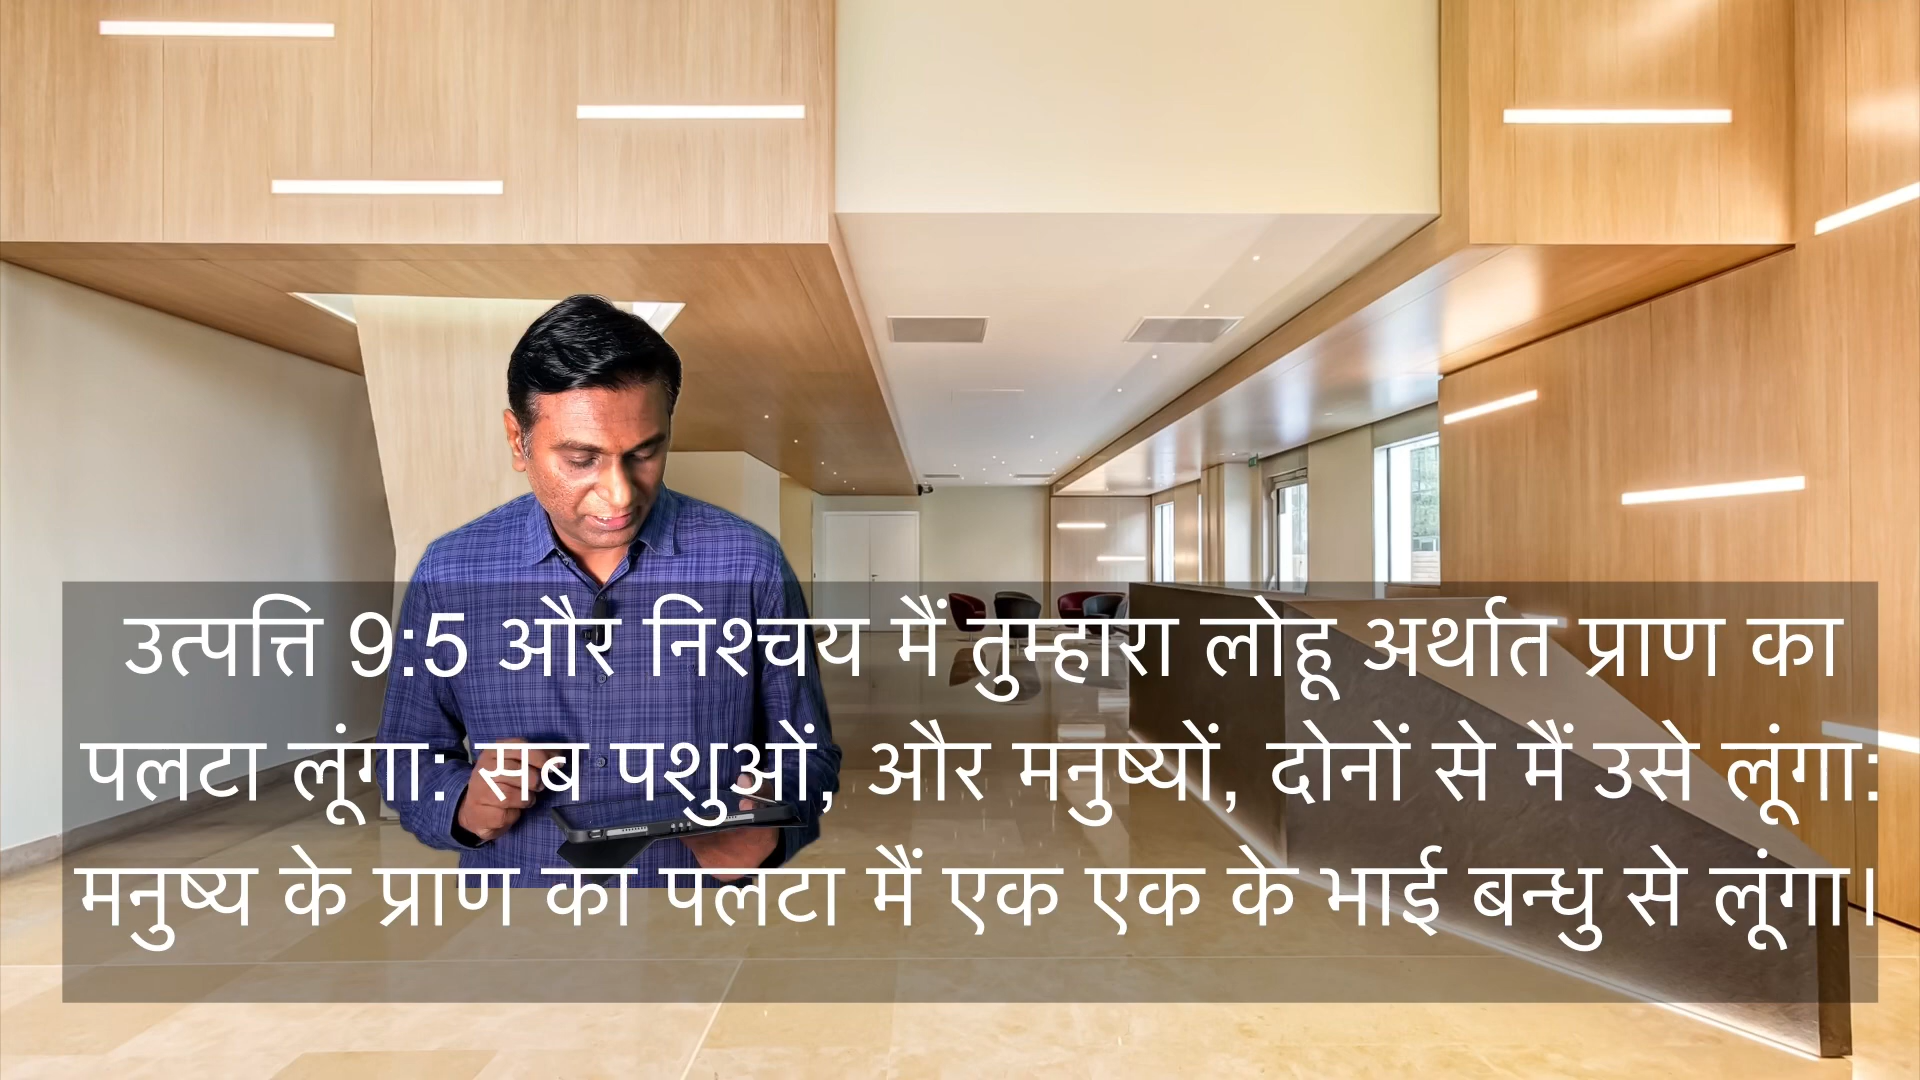 उत्पत्ति 9:5 और निश्चय मैं तुम्हारा लोहू अर्थात प्राण का
पलटा लूंगा: सब पशुओं, और मनुष्यों, दोनों से मैं उसे लूंगा:
मनुष्य के प्राण का पलटा मैं एक एक के भाई बन्धु से लूंगा।